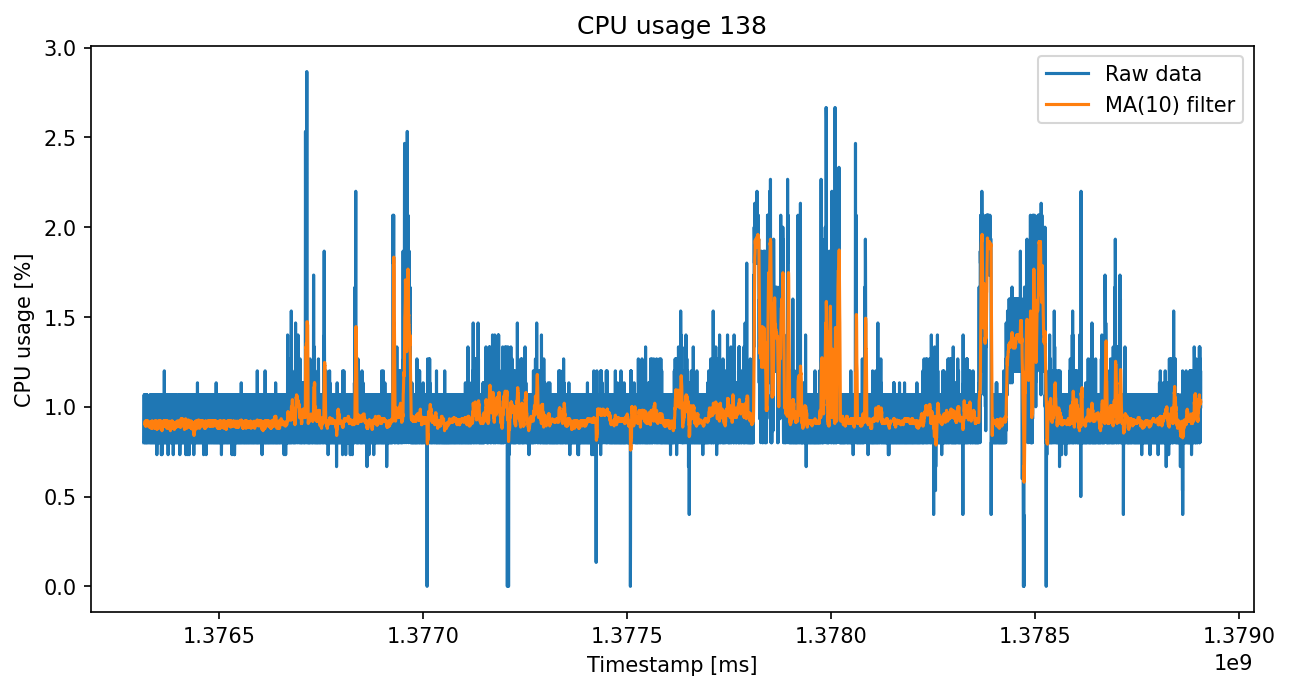 CPU usage 138
Raw data
MA(10) filter
CPU usage [%]
3.0
2.5
2.0
1.5
1.0
0.5
0.0
1.3765 1.3770 1.3775 1.3780 1.3785 1.3790
1e9
Timestamp [ms]